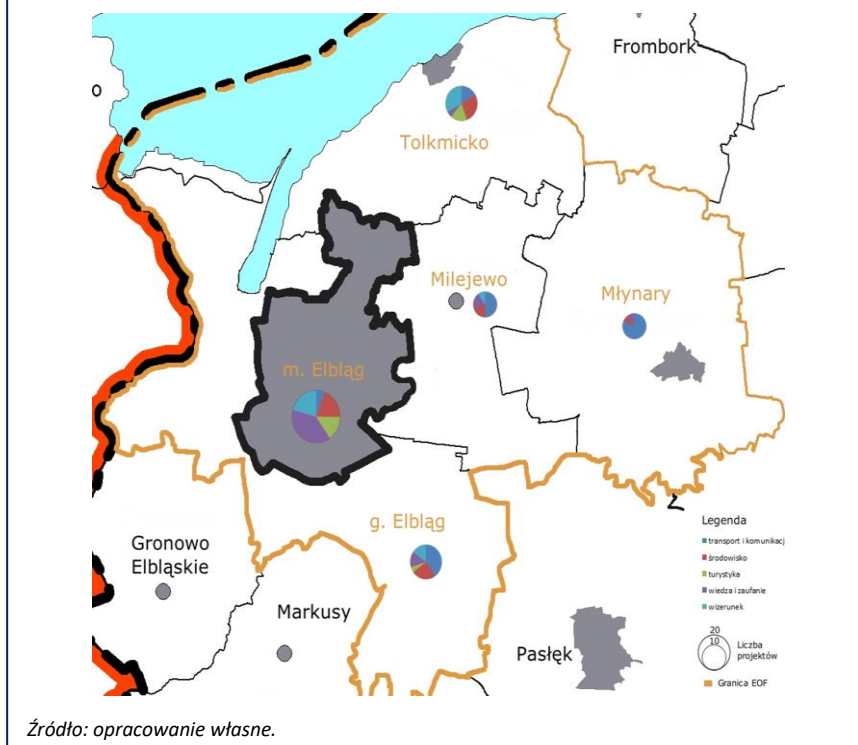 Frombork
o
Tolkmicko
Milejewo
Młynary
m. Elbląg
g. Elbląg
Gronowo
Elbląskie
Markusy
Pasłęk
Legenda
transport i komunikacj
środowisko
turystyka
wiedza i zaufanie
wizerunek
20
10
Liczba
projektów
Granica EOF
Źródło: opracowanie własne.